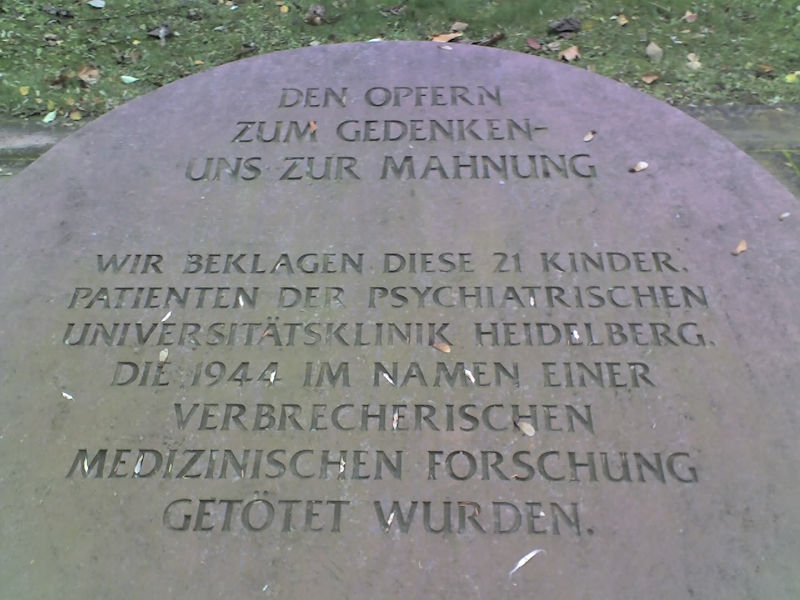 DEN OPFERN
ZUM GEDENKEN-
UNS ZUR MAHNUNG
WIR BEKLAGEN DIESE 21 KINDER,
PATIENTEN DER PSYCHIATRISCHEN
UNIVERSITÄTSKLINIK HEIDELBERG,
DIE 1944 IM NAMEN EINER
VERBRECHERISCHEN
MEDIZINISCHEN FORSCHUNG
GETÖTET WURDEN.